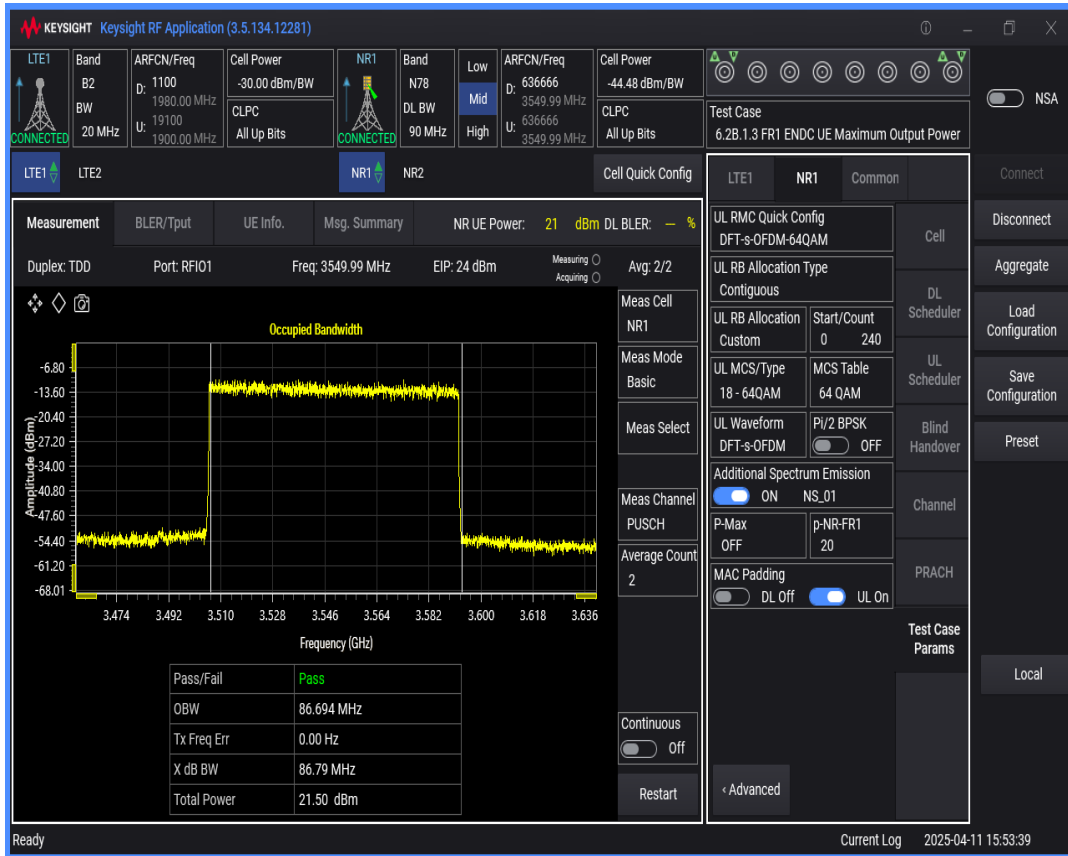 KEYSIGHT Keysight RF Application (3.5.134.12281)
LTE1
CONNECTED
Band
B2
BW
20 MHz
ARFCN/Freq
D: 1100
1980.00 MHz
U: 19100
1900.00 MHz
Cell Power
-30.00 dBm/BW
CLPC
All Up Bits
NR1
CONNECTED
Band
N78
DL BW
90 MHz
Low
Mid
High
ARFCN/Freq
D: 636666
3549.99 MHz
U: 636666
3549.99 MHz
Cell Power
-44.48 dBm/BW
CLPC
All Up Bits
Test Case
6.2B.1.3 FR1 ENDC UE Maximum Output Power
NSA
LTE1 LTE2 NR1 NR2 Cell Quick Config
Measurement BLER/Tput UE Info. Msg. Summary NR UE Power: 21 dBm DL BLER: — %
Duplex: TDD Port: RFIO1 Freq: 3549.99 MHz EIP: 24 dBm Measuring Avg: 2/2
Acquiring
Occupied Bandwidth
Amplitude (dBm)
-6.80
-13.60
-20.40
-27.20
-34.00
-40.80
-47.60
-54.40
-61.20
-68.01
3.474 3.492 3.510 3.528 3.546 3.564 3.582 3.600 3.618 3.636
Frequency (GHz)
Pass/Fail Pass
OBW 86.694 MHz
Tx Freq Err 0.00 Hz
X dB BW 86.79 MHz
Total Power 21.50 dBm
Meas Cell
NR1
Meas Mode
Basic
Meas Select
Meas Channel
PUSCH
Average Count
2
Continuous
Off
Restart
LTE1 NR1 Common
UL RMC Quick Config
DFT-s-OFDM-64QAM
UL RB Allocation Type
Contiguous
UL RB Allocation Start/Count
Custom 0 240
UL MCS/Type MCS Table
18 - 64QAM 64 QAM
UL Waveform Pi/2 BPSK
DFT-s-OFDM OFF
Additional Spectrum Emission
ON NS_01
P-Max p-NR-FR1
OFF 20
MAC Padding
DL Off UL On
‹ Advanced
Cell
DL
Scheduler
UL
Scheduler
Blind
Handover
Channel
PRACH
Test Case
Params
Connect
Disconnect
Aggregate
Load
Configuration
Save
Configuration
Preset
Local
Ready Current Log 2025-04-11 15:53:39